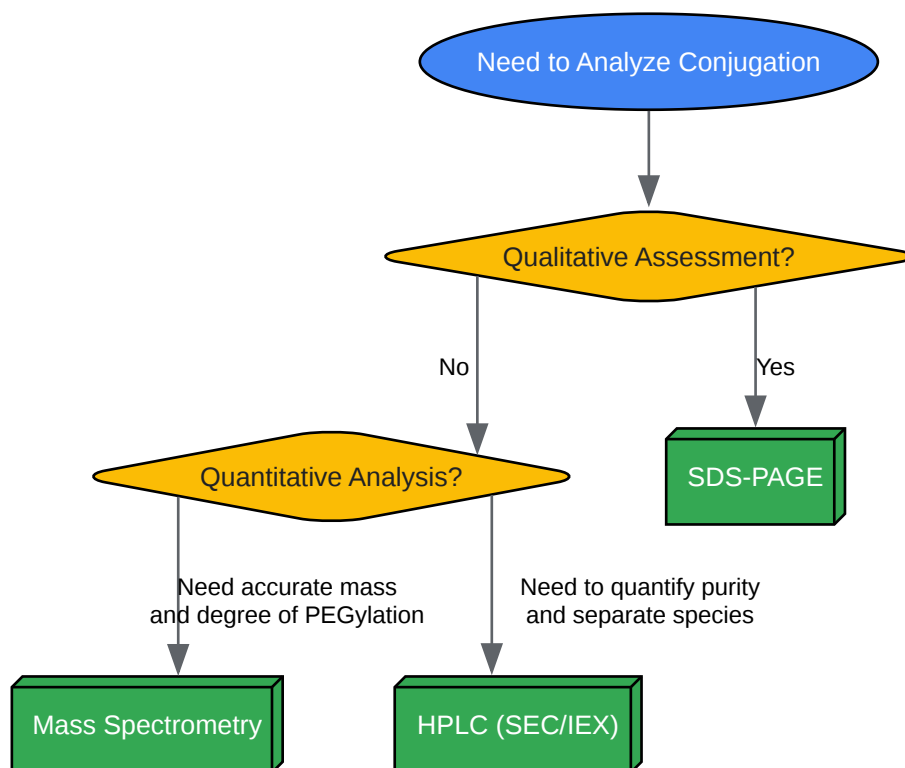 Need to Analyze Conjugation
Qualitative Assessment?
No
Yes
SDS-PAGE
Quantitative Analysis?
Need accurate mass
and degree of PEGylation
Need to quantify purity
and separate species
Mass Spectrometry
HPLC (SEC/IEX)